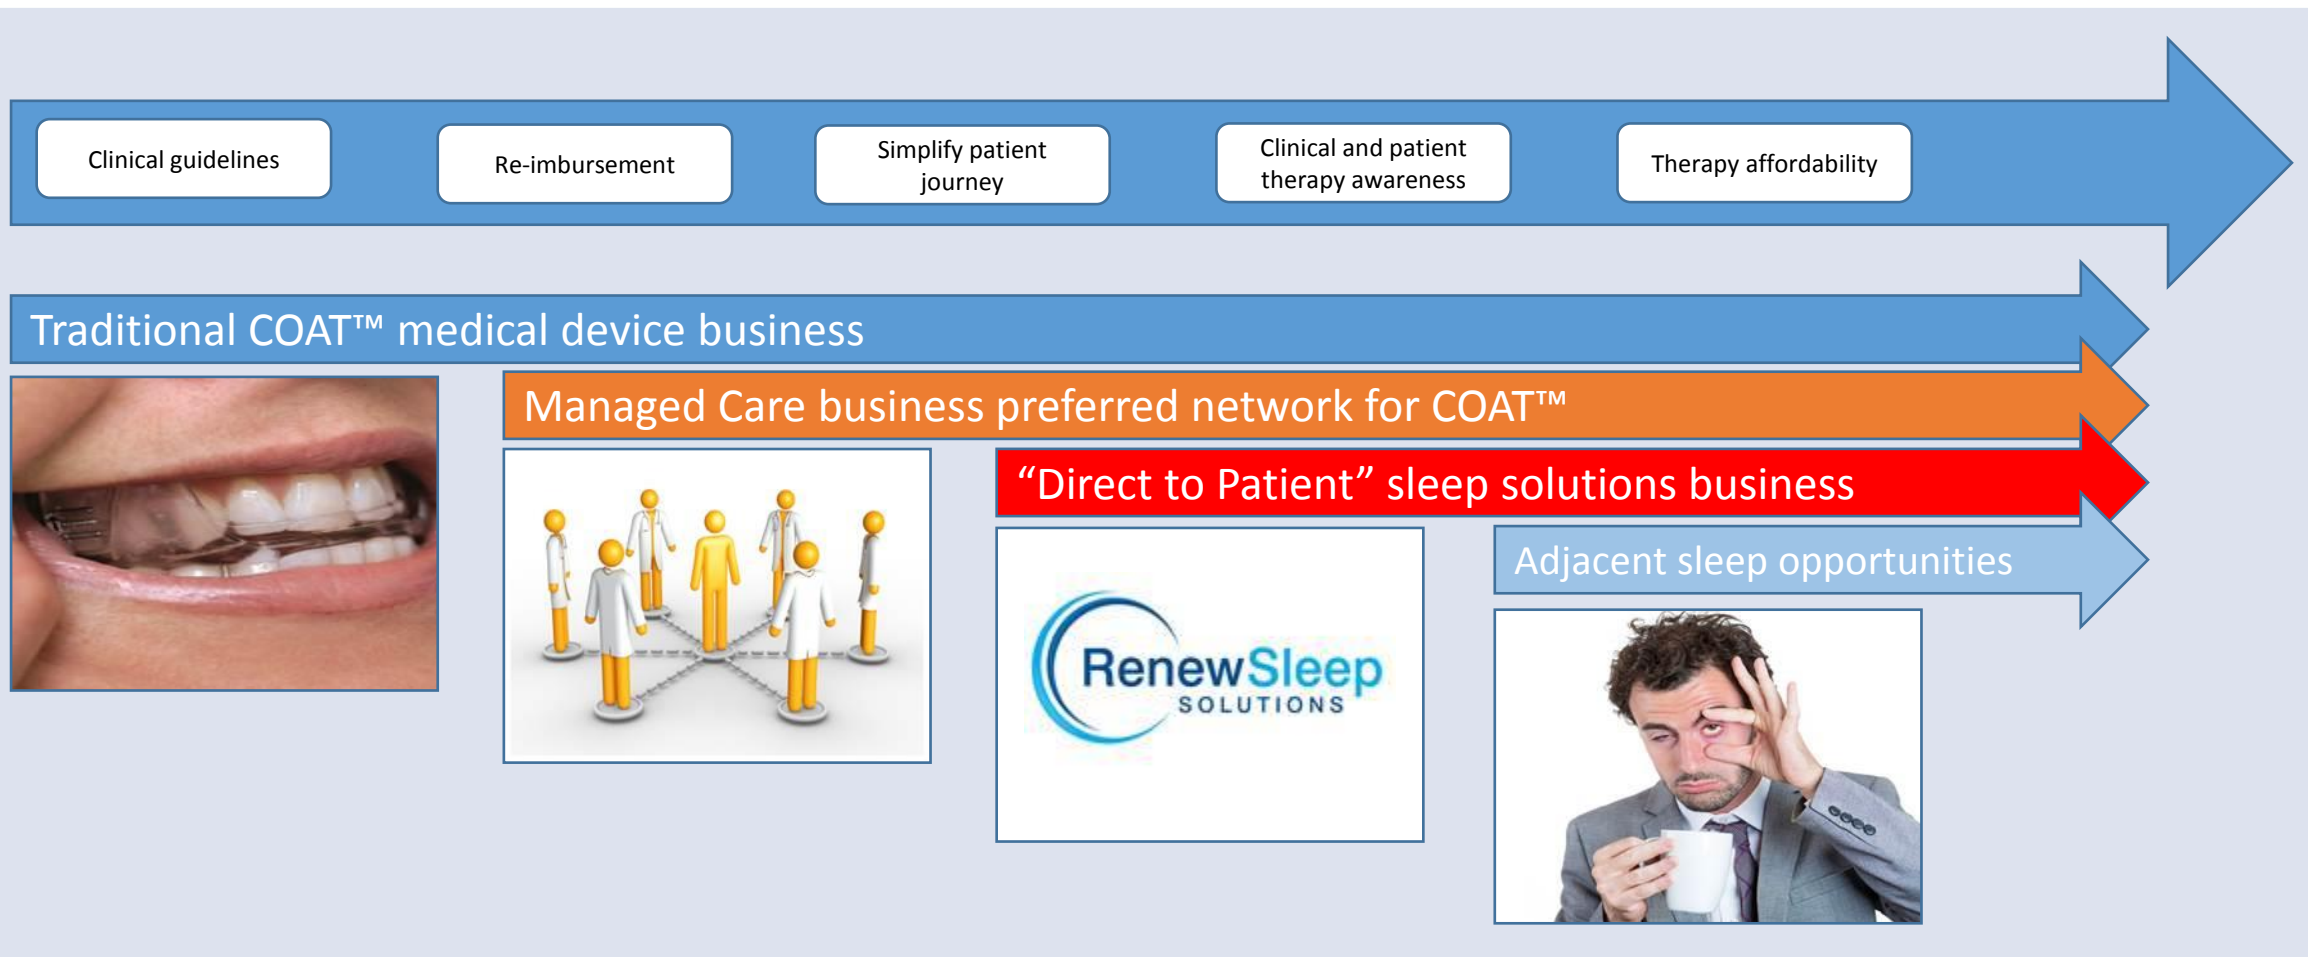 Clinical guidelines
Re-imbursement
Simplify patient
journey
Clinical and patient
therapy awareness
Therapy affordability
Traditional COAT™ medical device business
Managed Care business preferred network for COAT™
“Direct to Patient” sleep solutions business
Adjacent sleep opportunities
RenewSleep
SOLUTIONS